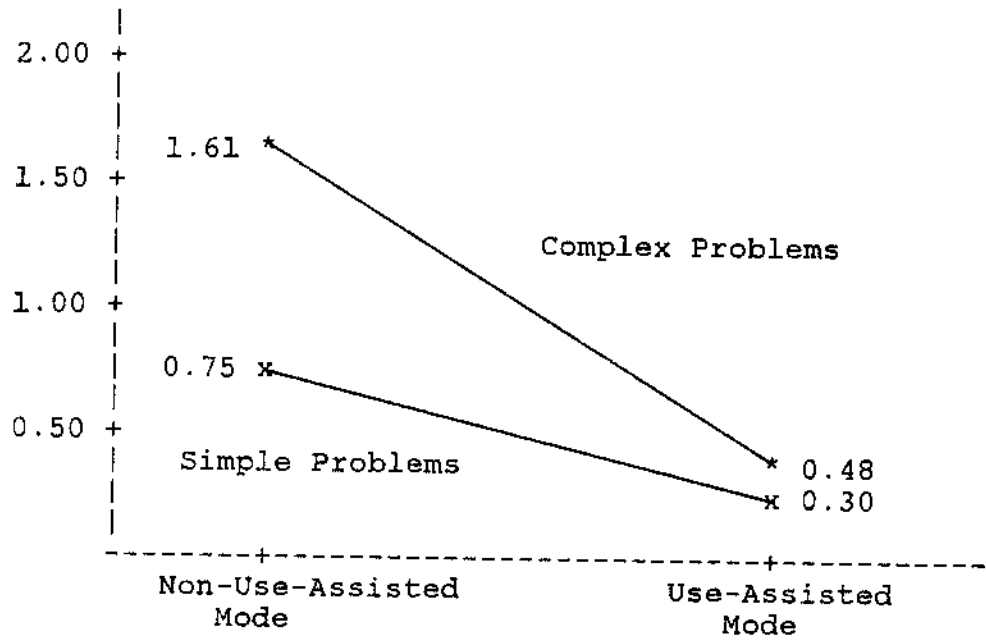 2.00
1.61
1.50
Complex Problems
1.00
0.75
0.50
Simple Problems
0.48
0.30
Non-Use-Assisted
Mode
Use-Assisted
Mode